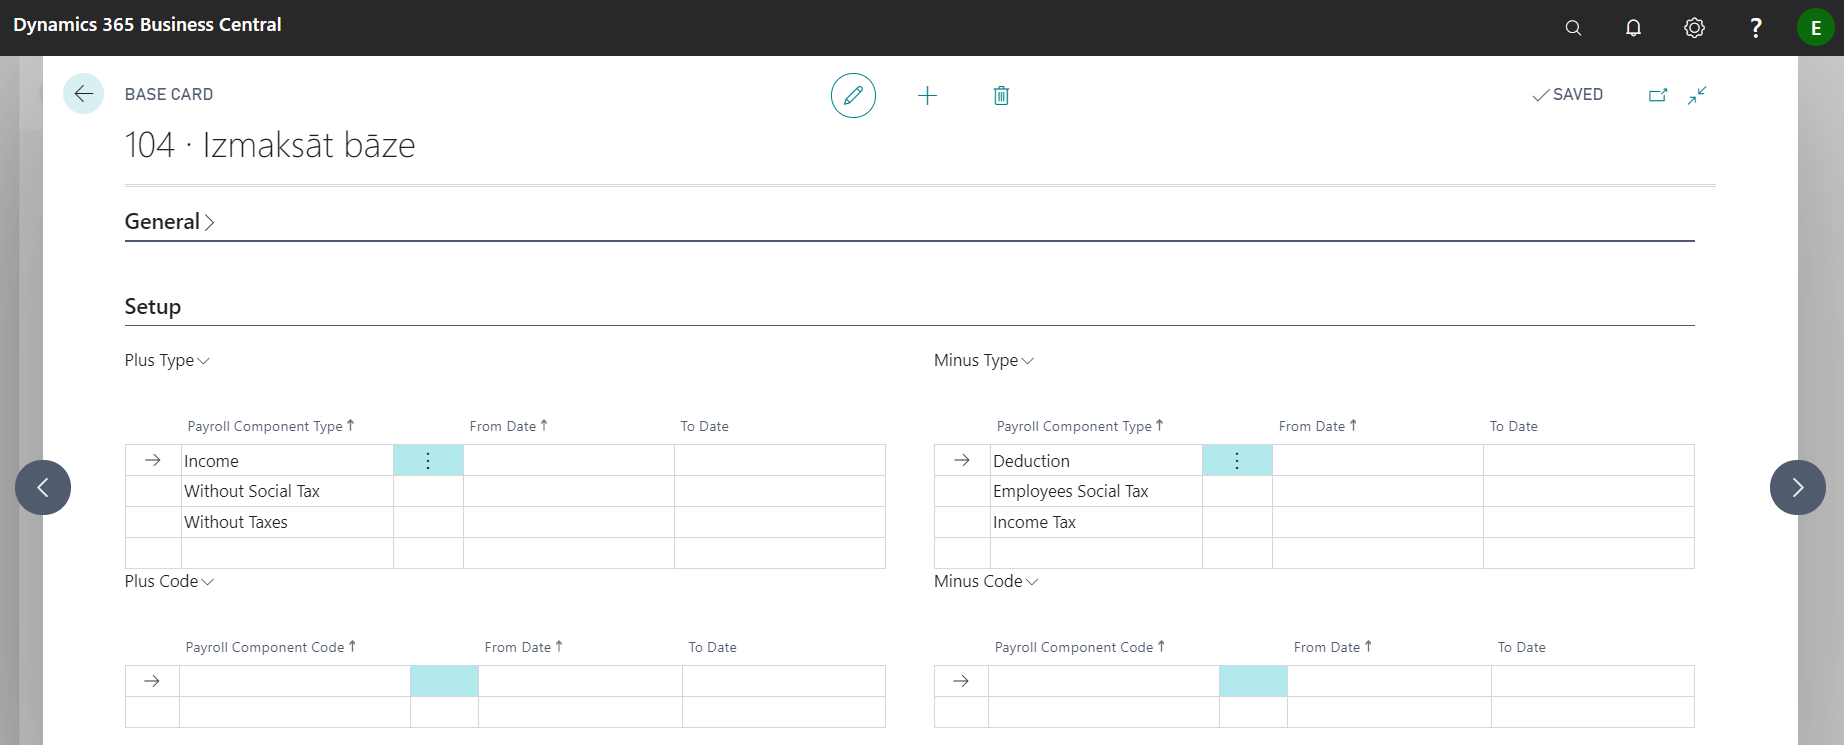 Dynamics 365 Business Central
? E
BASE CARD
SAVED
104 · Izmaksāt bāze
General
Setup
Plus Type
Payroll Component Type ↑ From Date ↑ To Date
→ Income
Without Social Tax
Without Taxes
Minus Type
Payroll Component Type ↑ From Date ↑ To Date
→ Deduction
Employees Social Tax
Income Tax
Plus Code
Payroll Component Code ↑ From Date ↑ To Date
Minus Code
Payroll Component Code ↑ From Date ↑ To Date